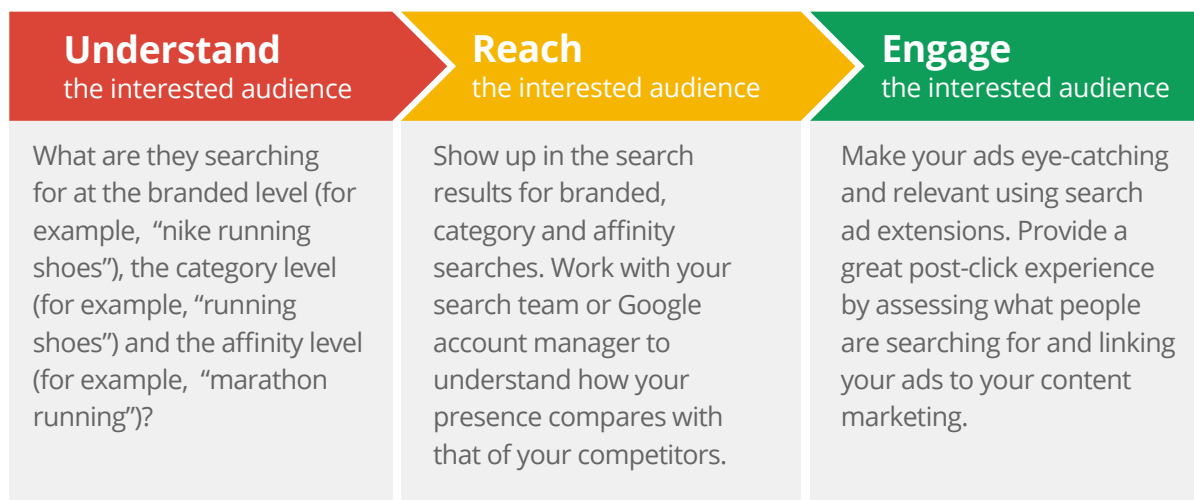 Understand
the interested audience
What are they searching
for at the branded level (for
example,  “nike running
shoes”), the category level
(for example, “running
shoes”) and the affinity level
(for example,  “marathon
running”)?
Reach
the interested audience
Show up in the search
results for branded,
category and affinity
searches. Work with your
search team or Google
account manager to
understand how your
presence compares with
that of your competitors.
Engage
the interested audience
Make your ads eye-catching
and relevant using search
ad extensions. Provide a
great post-click experience
by assessing what people
are searching for and linking
your ads to your content
marketing.